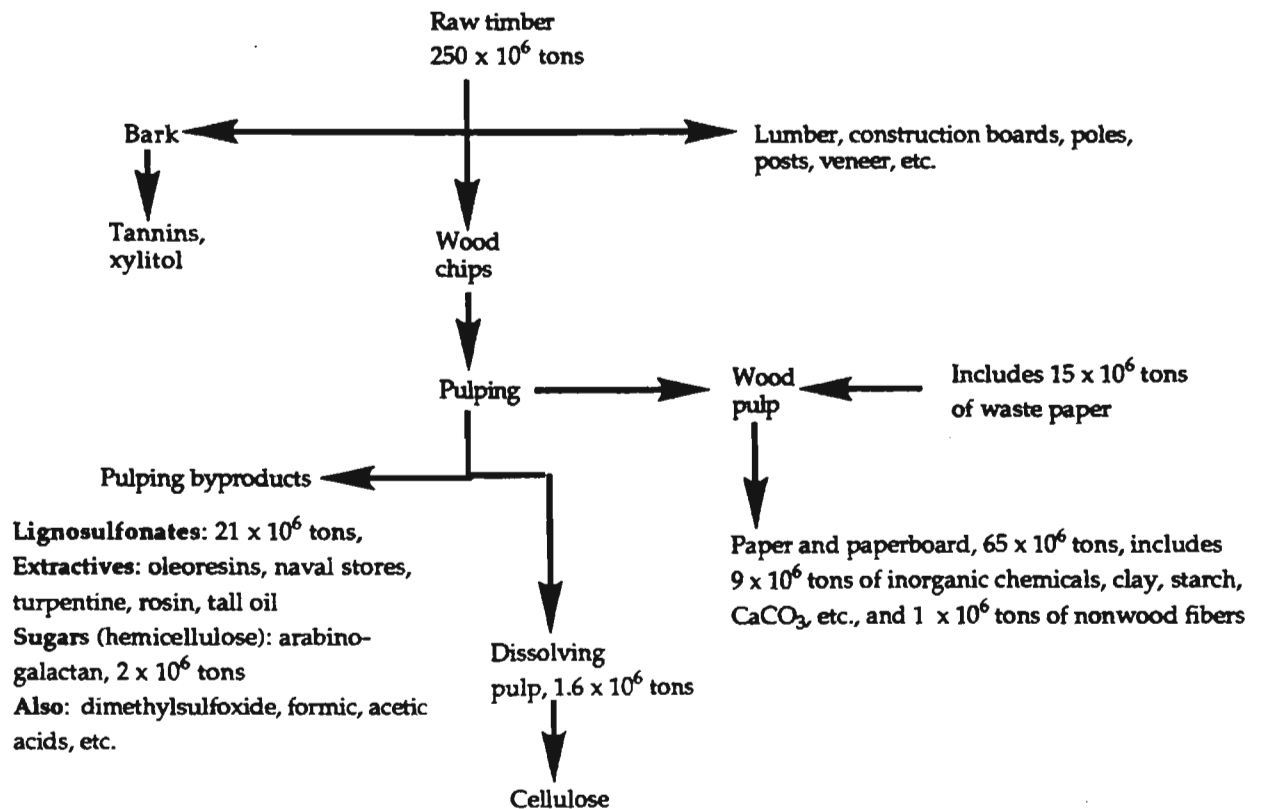 Raw timber
250 x 10⁶ tons
Bark
Lumber, construction boards, poles,
posts, veneer, etc.
Tannins,
xylitol
Wood
chips
Pulping
Wood
pulp
Includes 15 x 10⁶ tons
of waste paper
Pulping byproducts
Lignosulfonates: 21 x 10⁶ tons,
Extractives: oleoresins, naval stores,
turpentine, rosin, tall oil
Sugars (hemicellulose): arabino-
galactan, 2 x 10⁶ tons
Also: dimethylsulfoxide, formic, acetic
acids, etc.
Paper and paperboard, 65 x 10⁶ tons, includes
9 x 10⁶ tons of inorganic chemicals, clay, starch,
CaCO₃, etc., and 1 x 10⁶ tons of nonwood fibers
Dissolving
pulp, 1.6 x 10⁶ tons
Cellulose